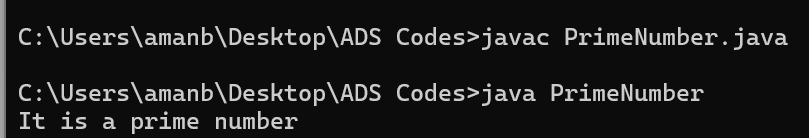 C:\Users\amanb\Desktop\ADS Codes>javac PrimeNumber.java
C:\Users\amanb\Desktop\ADS Codes>java PrimeNumber
It is a prime number